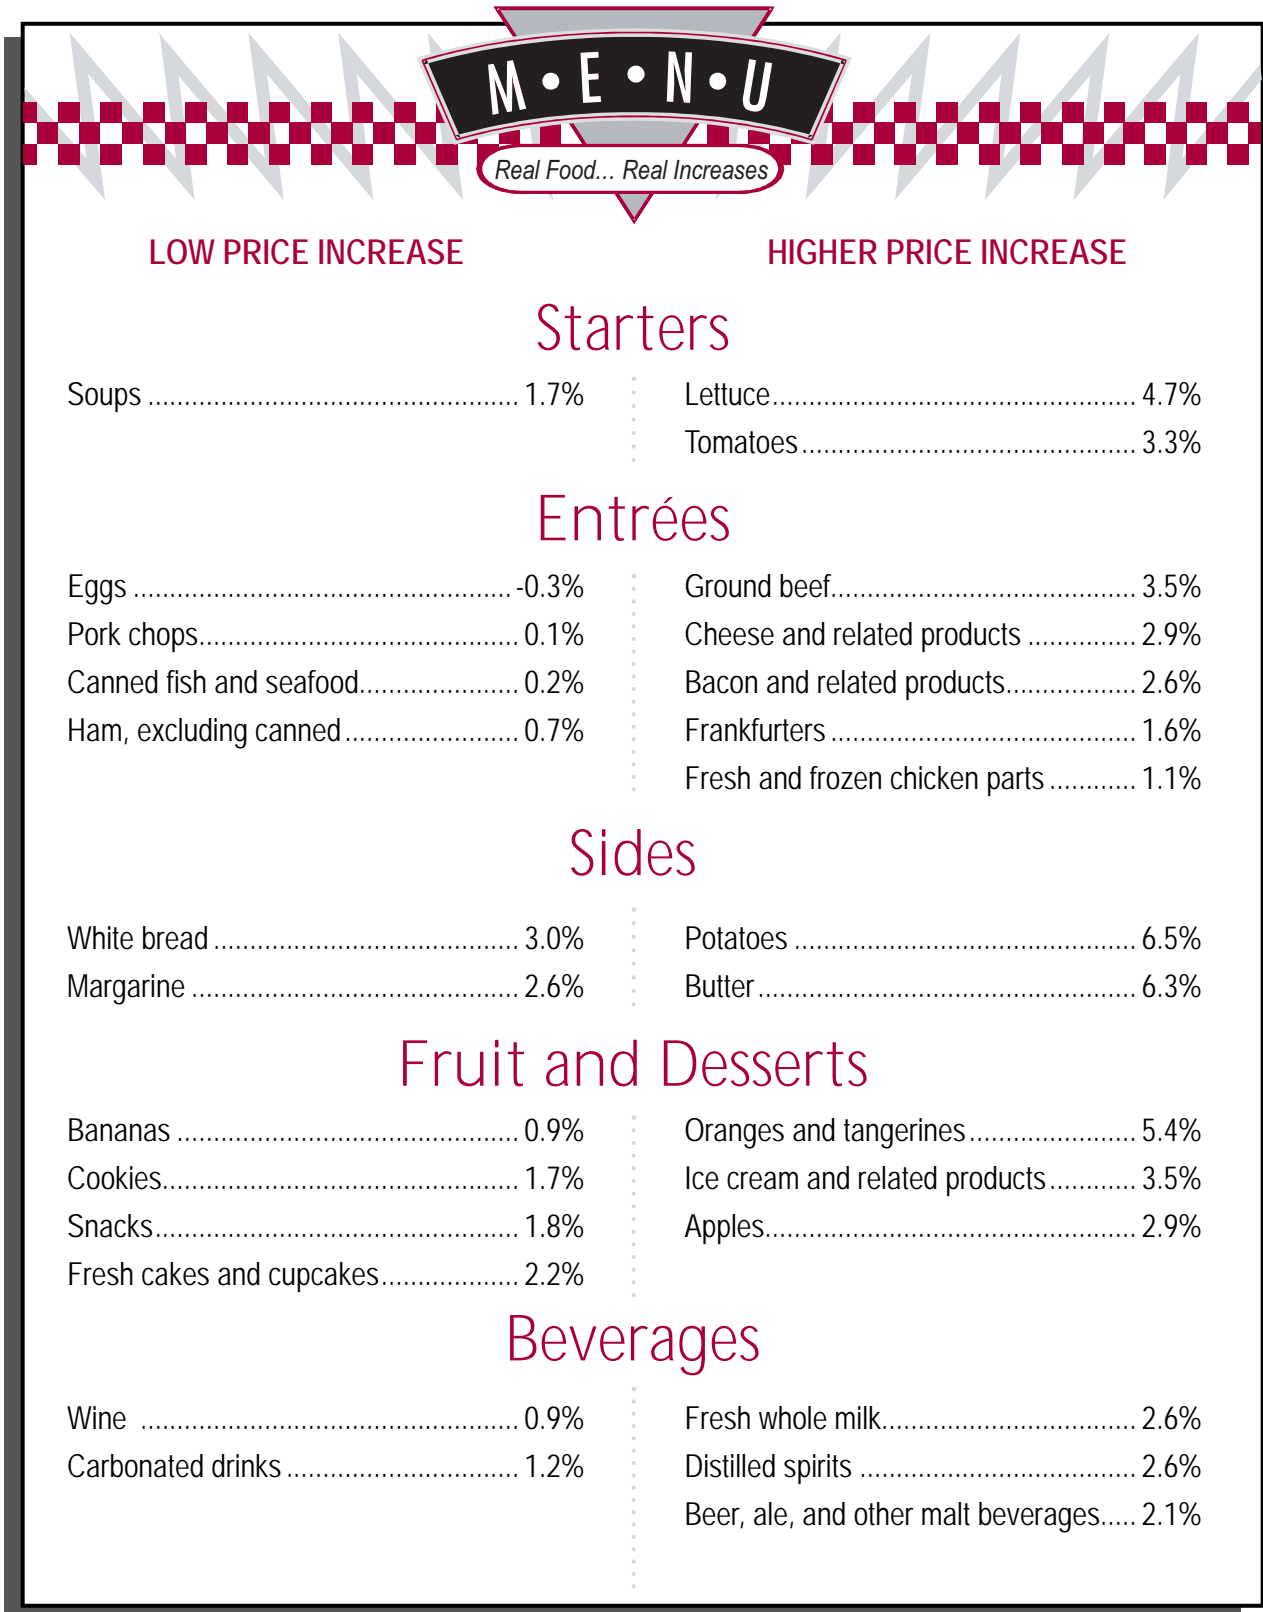 M•E•N•U
Real Food... Real Increases
LOW PRICE INCREASE
HIGHER PRICE INCREASE
Starters
Soups ................................................... 1.7%
Lettuce.................................................. 4.7%
Tomatoes.............................................. 3.3%
Entrées
Eggs .................................................... -0.3%
Pork chops............................................ 0.1%
Canned fish and seafood...................... 0.2%
Ham, excluding canned........................ 0.7%
Ground beef.......................................... 3.5%
Cheese and related products ............... 2.9%
Bacon and related products.................. 2.6%
Frankfurters .......................................... 1.6%
Fresh and frozen chicken parts ............ 1.1%
Sides
White bread .......................................... 3.0%
Margarine ............................................. 2.6%
Potatoes ............................................... 6.5%
Butter.................................................... 6.3%
Fruit and Desserts
Bananas ............................................... 0.9%
Cookies................................................. 1.7%
Snacks.................................................. 1.8%
Fresh cakes and cupcakes................... 2.2%
Oranges and tangerines....................... 5.4%
Ice cream and related products............ 3.5%
Apples................................................... 2.9%
Beverages
Wine .................................................... 0.9%
Carbonated drinks................................ 1.2%
Fresh whole milk................................... 2.6%
Distilled spirits ...................................... 2.6%
Beer, ale, and other malt beverages..... 2.1%